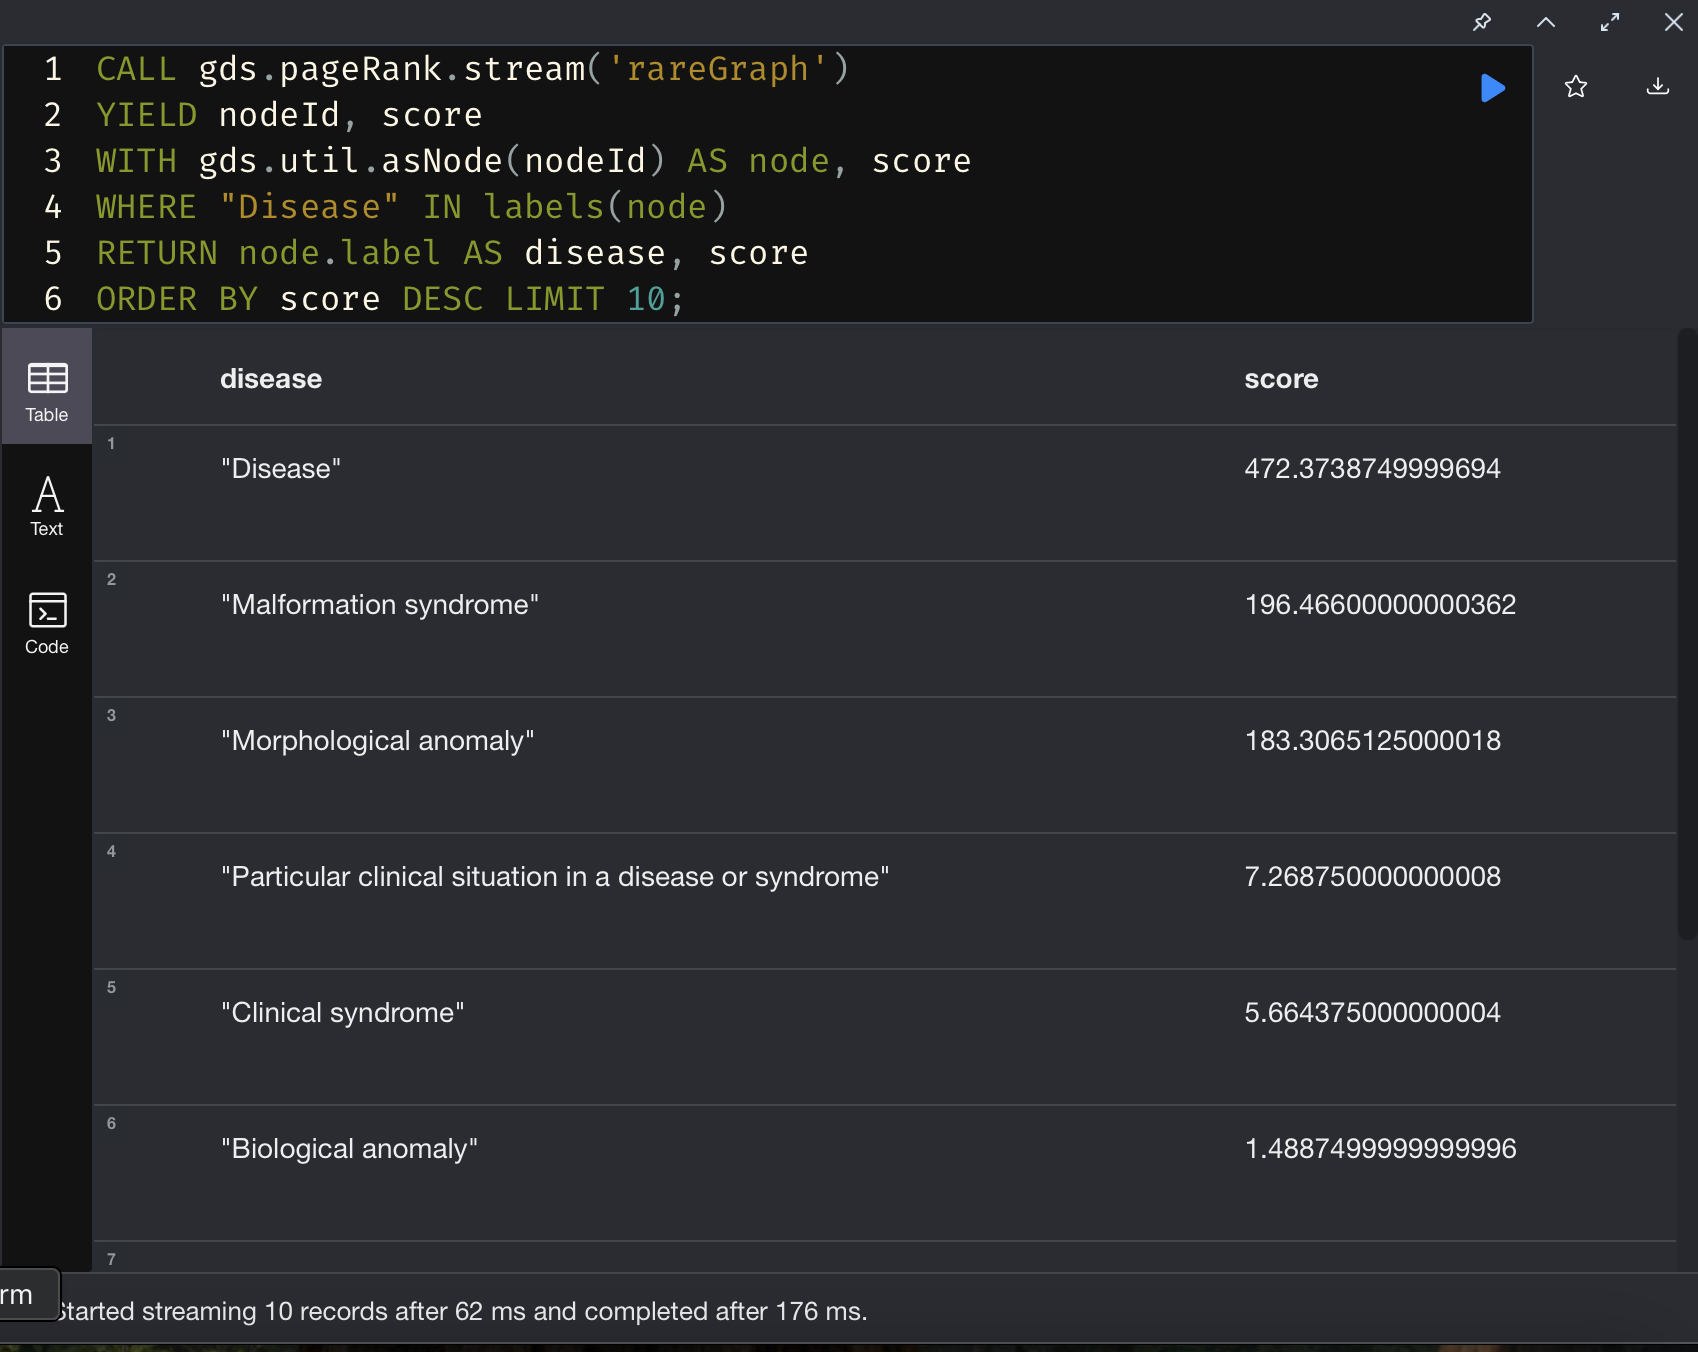 1 CALL gds.pageRank.stream('rareGraph')
2 YIELD nodeId, score
3 WITH gds.util.asNode(nodeId) AS node, score
4 WHERE "Disease" IN labels(node)
5 RETURN node.label AS disease, score
6 ORDER BY score DESC LIMIT 10;
Table
Text
Code
disease score
1
"Disease" 472.3738749999694
2
"Malformation syndrome" 196.46600000000362
3
"Morphological anomaly" 183.3065125000018
4
"Particular clinical situation in a disease or syndrome" 7.268750000000008
5
"Clinical syndrome" 5.664375000000004
6
"Biological anomaly" 1.4887499999999996
7
rm
Started streaming 10 records after 62 ms and completed after 176 ms.